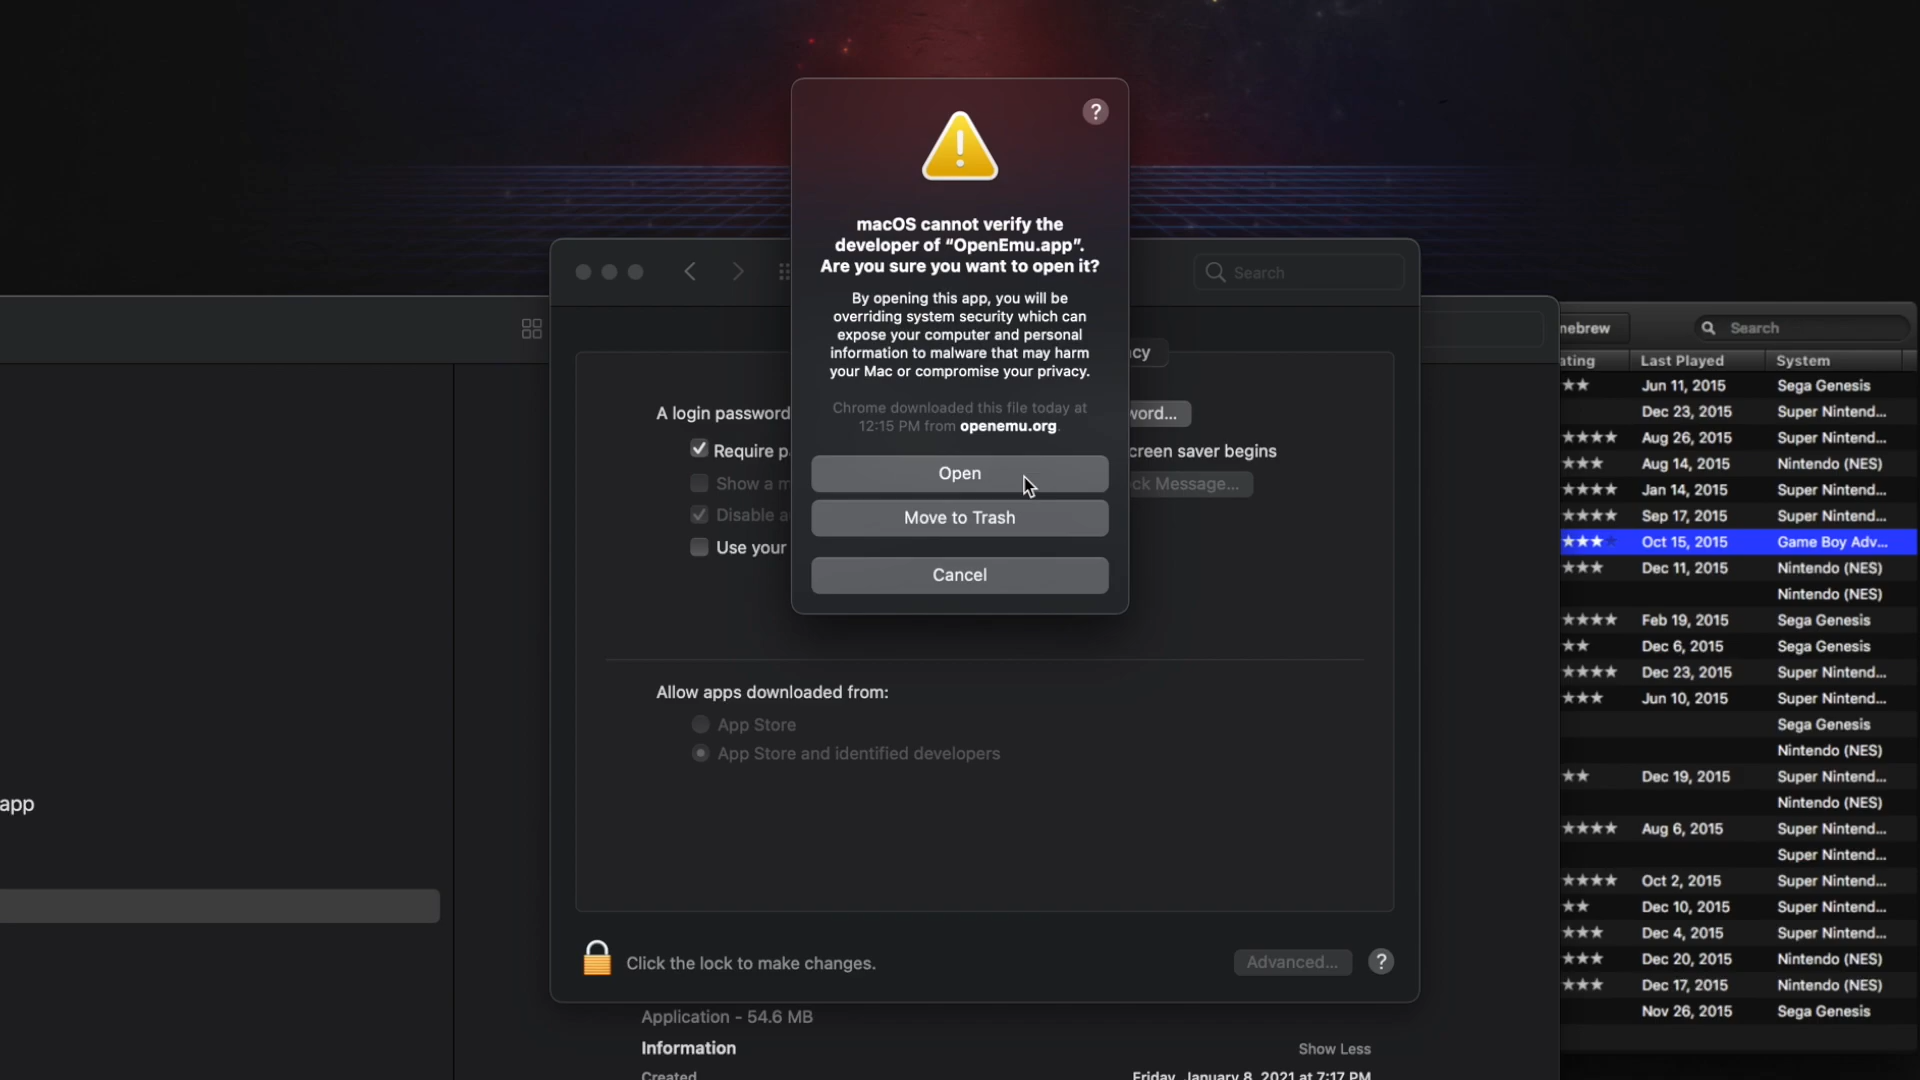 ?
macOS cannot verify the
developer of “OpenEmu.app”.
Are you sure you want to open it?
By opening this app, you will be
overriding system security which can
expose your computer and personal
information to malware that may harm
your Mac or compromise your privacy.
Chrome downloaded this file today at
12:15 PM from openemu.org
Open
Move to Trash
Cancel
Search
cy
A login password
word...
Require p
creen saver begins
Show a m
ck Message...
Disable a
Use your
Allow apps downloaded from:
App Store
App Store and identified developers
Click the lock to make changes.
Advanced...
?
app
Application - 54.6 MB
Information
Show Less
Created
Friday, January 8, 2021 at 7:17 PM
mebrew
Search
ating Last Played System
★★ Jun 11, 2015 Sega Genesis
Dec 23, 2015 Super Nintend...
★★★★ Aug 26, 2015 Super Nintend...
★★★ Aug 14, 2015 Nintendo (NES)
★★★★ Jan 14, 2015 Super Nintend...
★★★★ Sep 17, 2015 Super Nintend...
★★★ Oct 15, 2015 Game Boy Adv...
★★★ Dec 11, 2015 Nintendo (NES)
Nintendo (NES)
★★★★ Feb 19, 2015 Sega Genesis
★★ Dec 6, 2015 Sega Genesis
★★★★ Dec 23, 2015 Super Nintend...
★★★ Jun 10, 2015 Super Nintend...
Sega Genesis
Nintendo (NES)
★★ Dec 19, 2015 Super Nintend...
Nintendo (NES)
★★★★ Aug 6, 2015 Super Nintend...
Super Nintend...
★★★★ Oct 2, 2015 Super Nintend...
★★ Dec 10, 2015 Super Nintend...
★★★ Dec 4, 2015 Super Nintend...
★★★ Dec 20, 2015 Nintendo (NES)
★★★ Dec 17, 2015 Nintendo (NES)
Nov 26, 2015 Sega Genesis